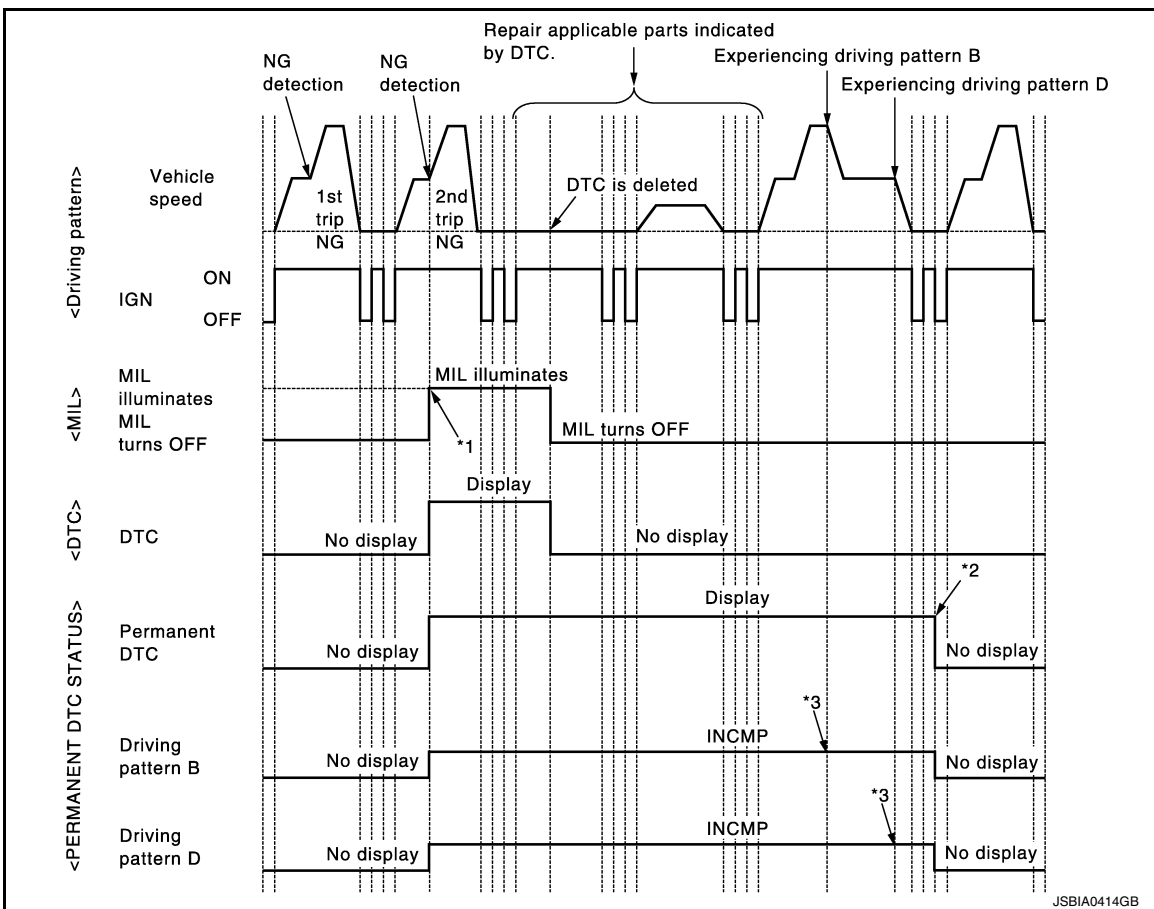 Repair applicable parts indicated
by DTC.
NG
detection
NG
detection
Experiencing driving pattern B
Experiencing driving pattern D
<Driving pattern>
Vehicle
speed
1st
trip
NG
2nd
trip
NG
DTC is deleted
IGN
ON
OFF
<MIL>
MIL
illuminates
MIL
turns OFF
MIL illuminates
*1
MIL turns OFF
<DTC>
DTC
No display
Display
No display
<PERMANENT DTC STATUS>
Permanent
DTC
No display
Display
*2
No display
Driving
pattern B
No display
INCMP
*3
No display
Driving
pattern D
No display
INCMP
*3
No display
JSBIA0414GB